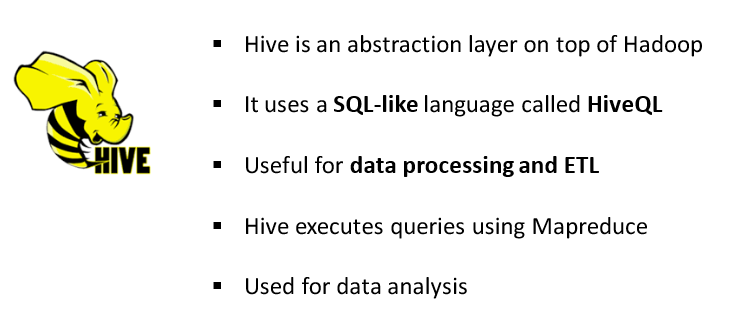 HIVE
▪ Hive is an abstraction layer on top of Hadoop
▪ It uses a SQL-like language called HiveQL
▪ Useful for data processing and ETL
▪ Hive executes queries using Mapreduce
▪ Used for data analysis